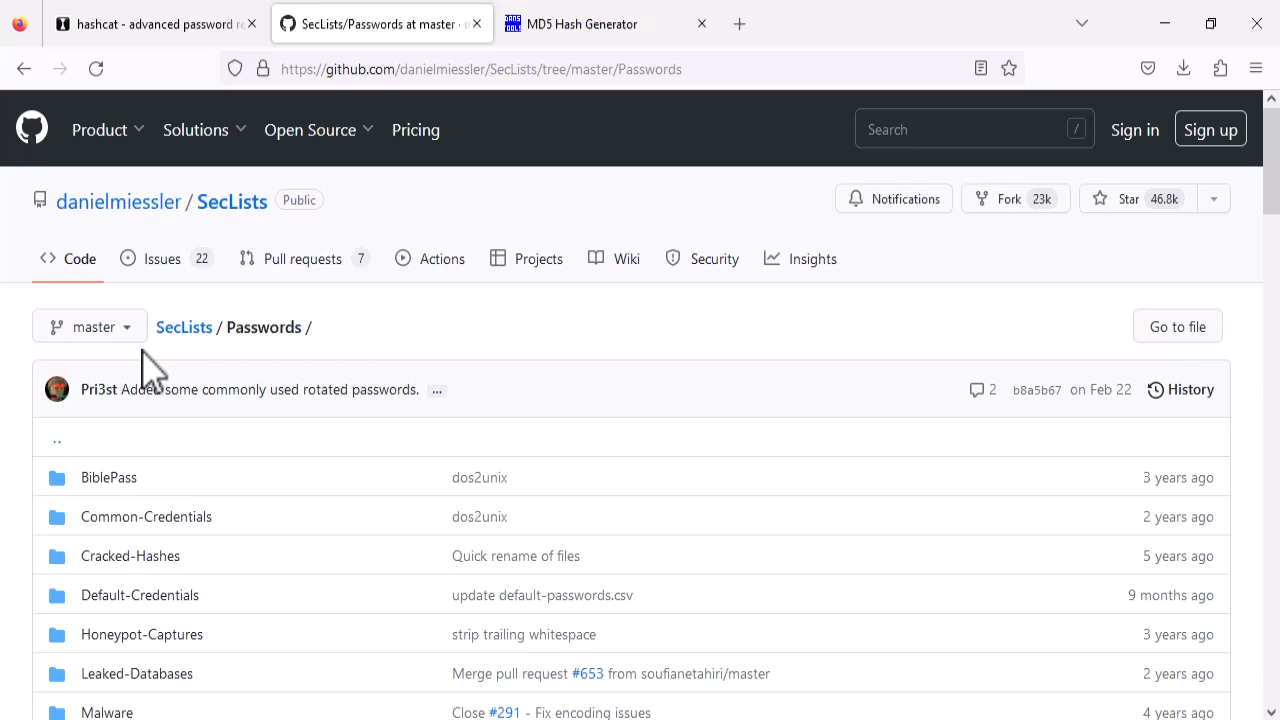 hashcat - advanced password re
SecLists/Passwords at master · d
DANS TOOLS
MD5 Hash Generator
https://github.com/danielmiessler/SecLists/tree/master/Passwords
Product
Solutions
Open Source
Pricing
Search
/
Sign in
Sign up
danielmiessler / SecLists
Public
Notifications
Fork 23k
Star 46.8k
Code
Issues 22
Pull requests 7
Actions
Projects
Wiki
Security
Insights
master
SecLists / Passwords /
Go to file
Pri3st Added some commonly used rotated passwords. ...
2
b8a5b67 on Feb 22
History
..
BiblePass dos2unix 3 years ago
Common-Credentials dos2unix 2 years ago
Cracked-Hashes Quick rename of files 5 years ago
Default-Credentials update default-passwords.csv 9 months ago
Honeypot-Captures strip trailing whitespace 3 years ago
Leaked-Databases Merge pull request #653 from soufianetahiri/master 2 years ago
Malware Close #291 - Fix encoding issues 4 years ago